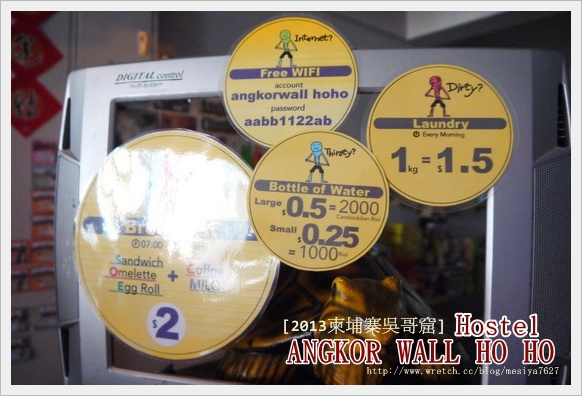 DIGITAL control
multi-system
Internet?
Free WIFI
account
angkorwall hoho
password
aabb1122ab
Dirty?
Laundry
Every Morning
1kg = $1.5
Thirsty?
Bottle of Water
Large $0.5 = 2000
Cambodian Riel
Small $0.25
= 1000 Riel
07:00
Sandwich
Omelette + Coffee
Egg Roll MILO
$2
[2013柬埔寨吳哥窟] Hostel
ANGKOR WALL HO HO
http://www.wretch.cc/blog/mesiya7627